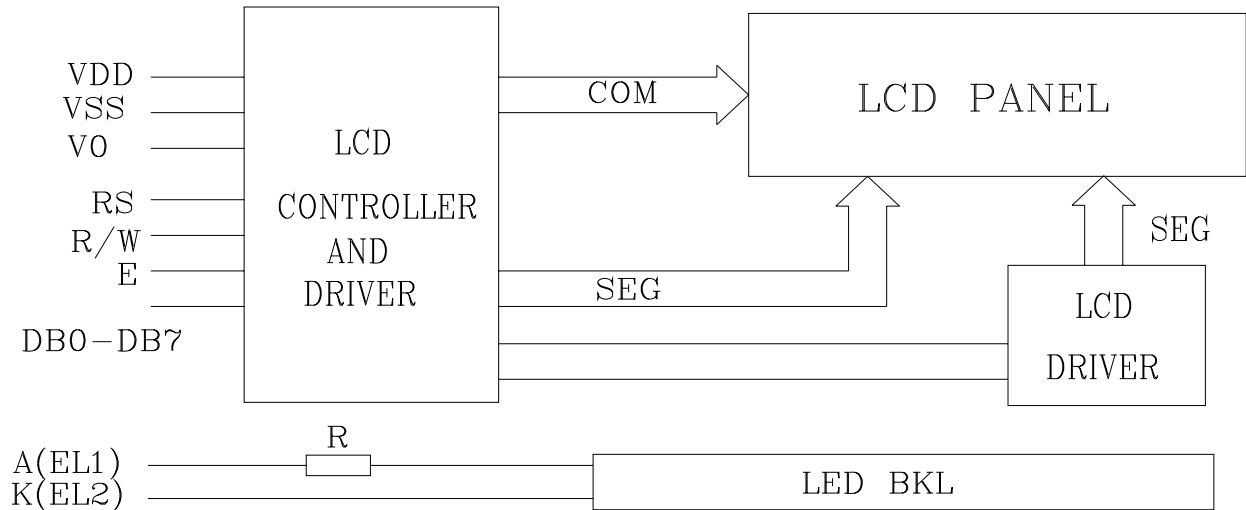 VDD
VSS
V0
RS
R/W
E
DB0-DB7
LCD
CONTROLLER
AND
DRIVER
COM
SEG
LCD PANEL
SEG
LCD
DRIVER
R
A(EL1)
K(EL2)
LED BKL